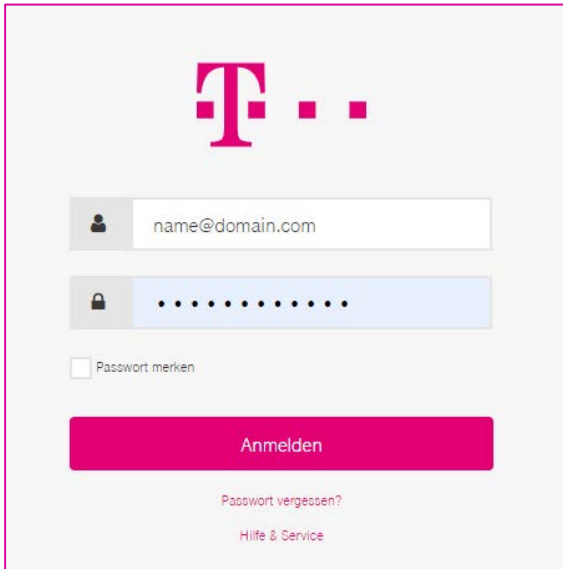 T
name@domain.com
••••••••••••
Passwort merken
Anmelden
Passwort vergessen?
Hilfe & Service